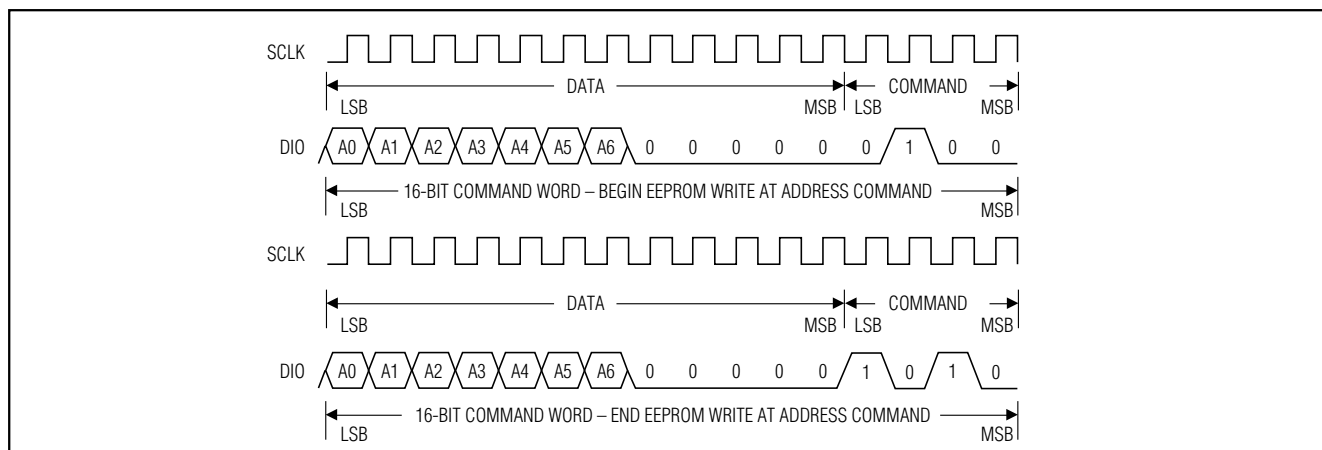 SCLK
DATA COMMAND
LSB MSB LSB MSB
DIO A0 A1 A2 A3 A4 A5 A6 0 0 0 0 0 0 1 0 0
16-BIT COMMAND WORD – BEGIN EEPROM WRITE AT ADDRESS COMMAND
LSB MSB
SCLK
DATA COMMAND
LSB MSB LSB MSB
DIO A0 A1 A2 A3 A4 A5 A6 0 0 0 0 0 1 0 1 0
16-BIT COMMAND WORD – END EEPROM WRITE AT ADDRESS COMMAND
LSB MSB